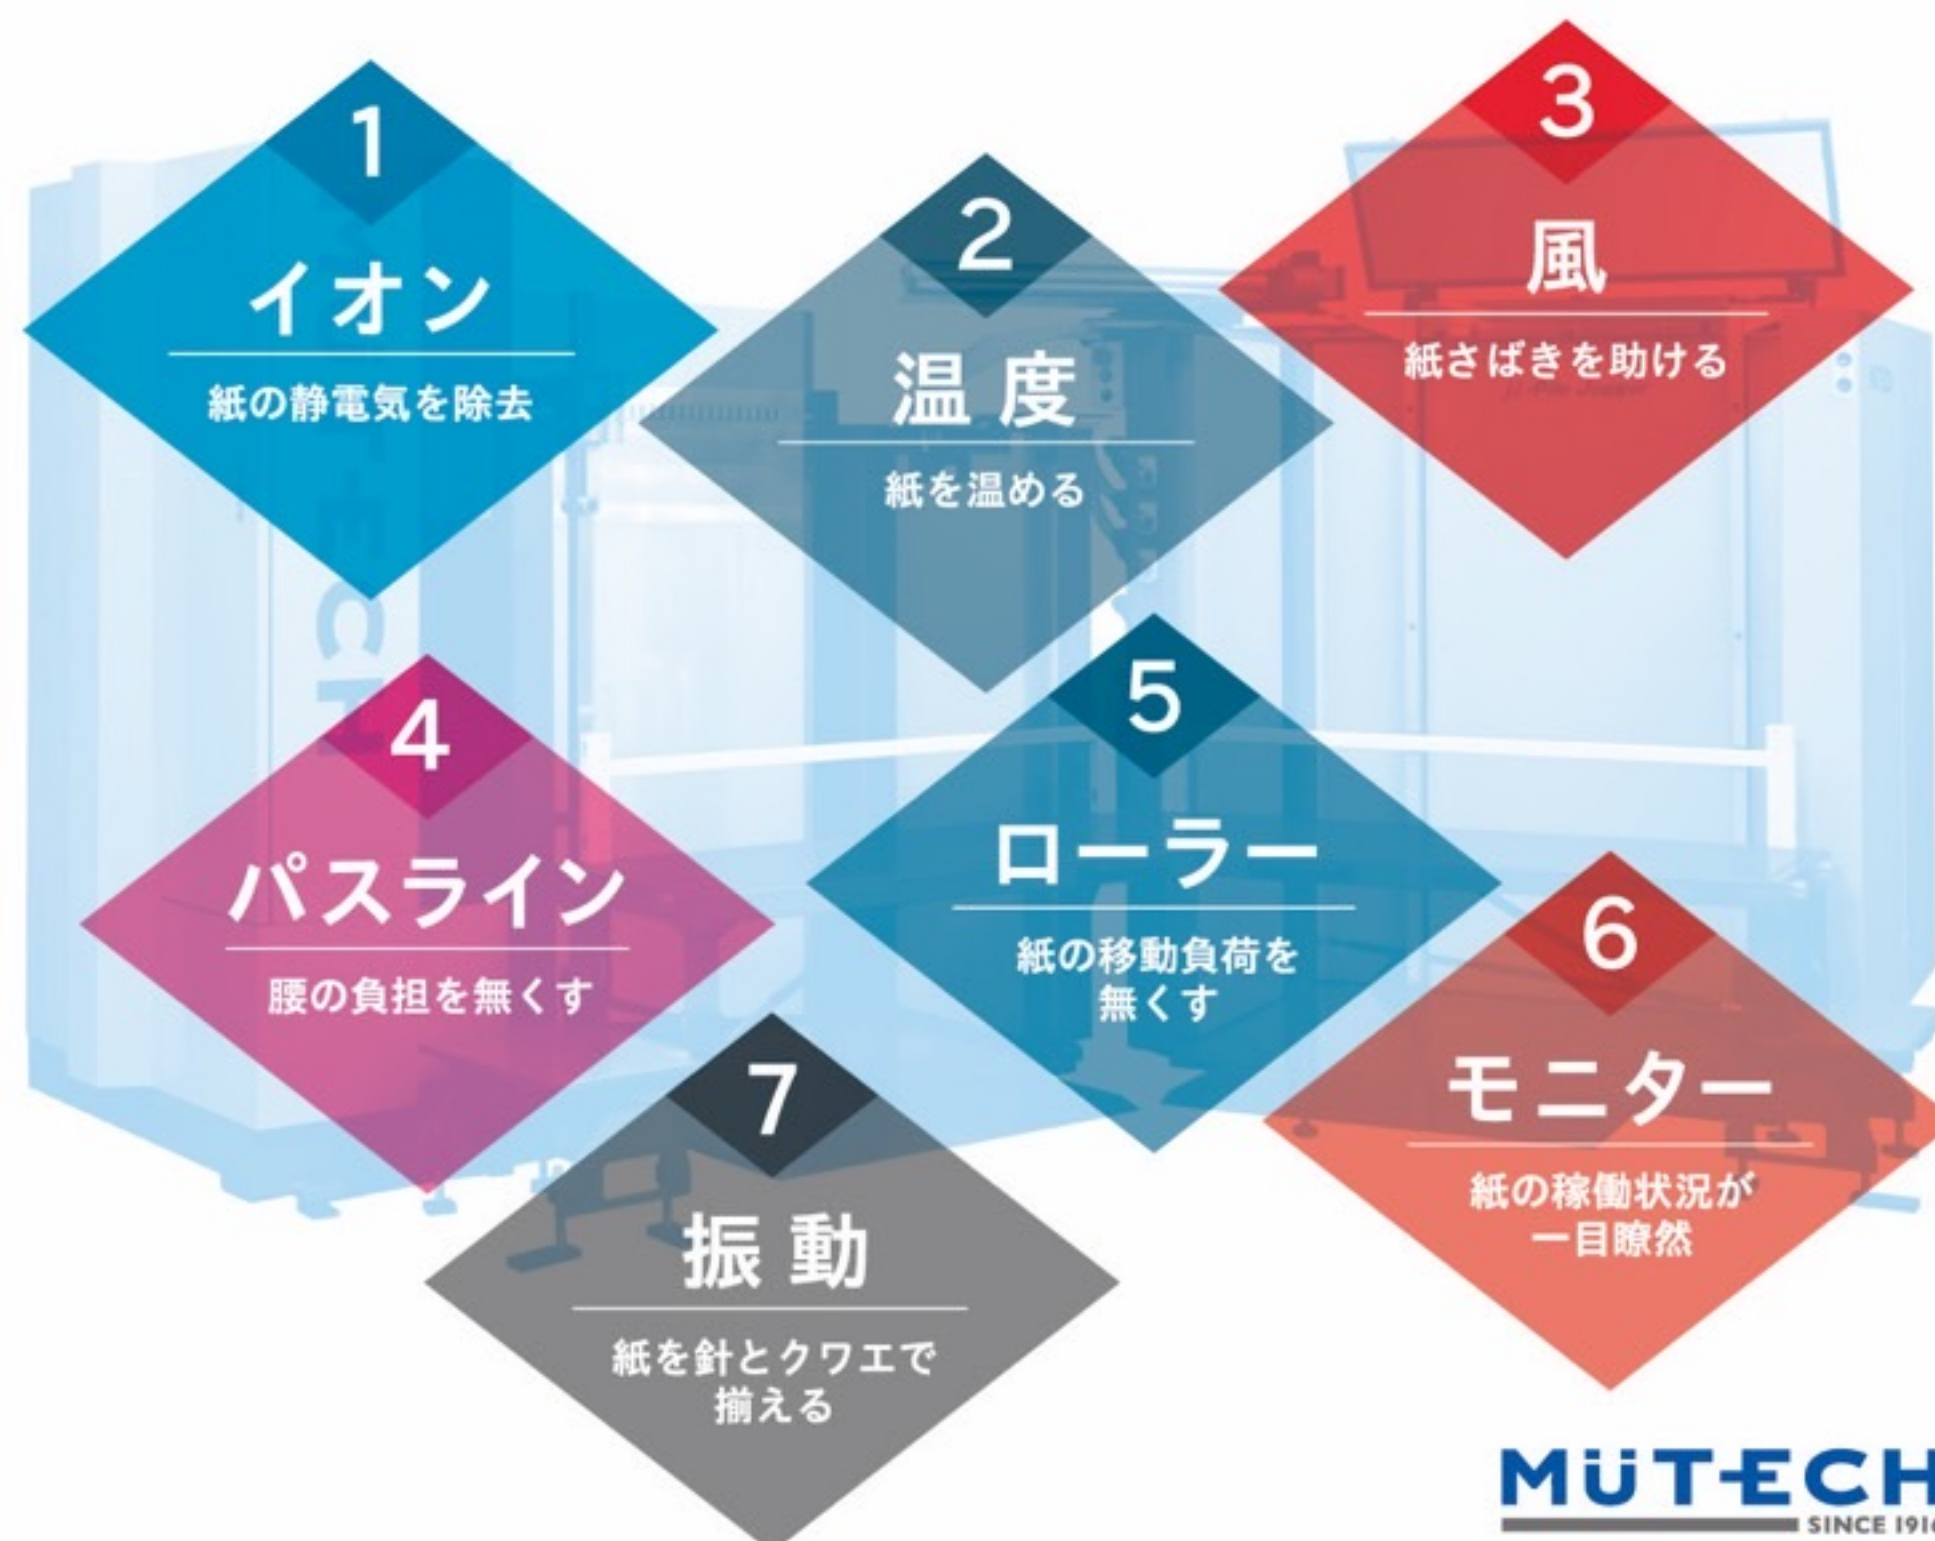 1
イオン
紙の静電気を除去
2
温度
紙を温める
3
風
紙さばきを助ける
4
パスライン
腰の負担を無くす
5
ローラー
紙の移動負荷を
無くす
6
モニター
紙の稼働状況が
一目瞭然
7
振動
紙を針とクワエで
揃える
MÜTECH
SINCE 1916